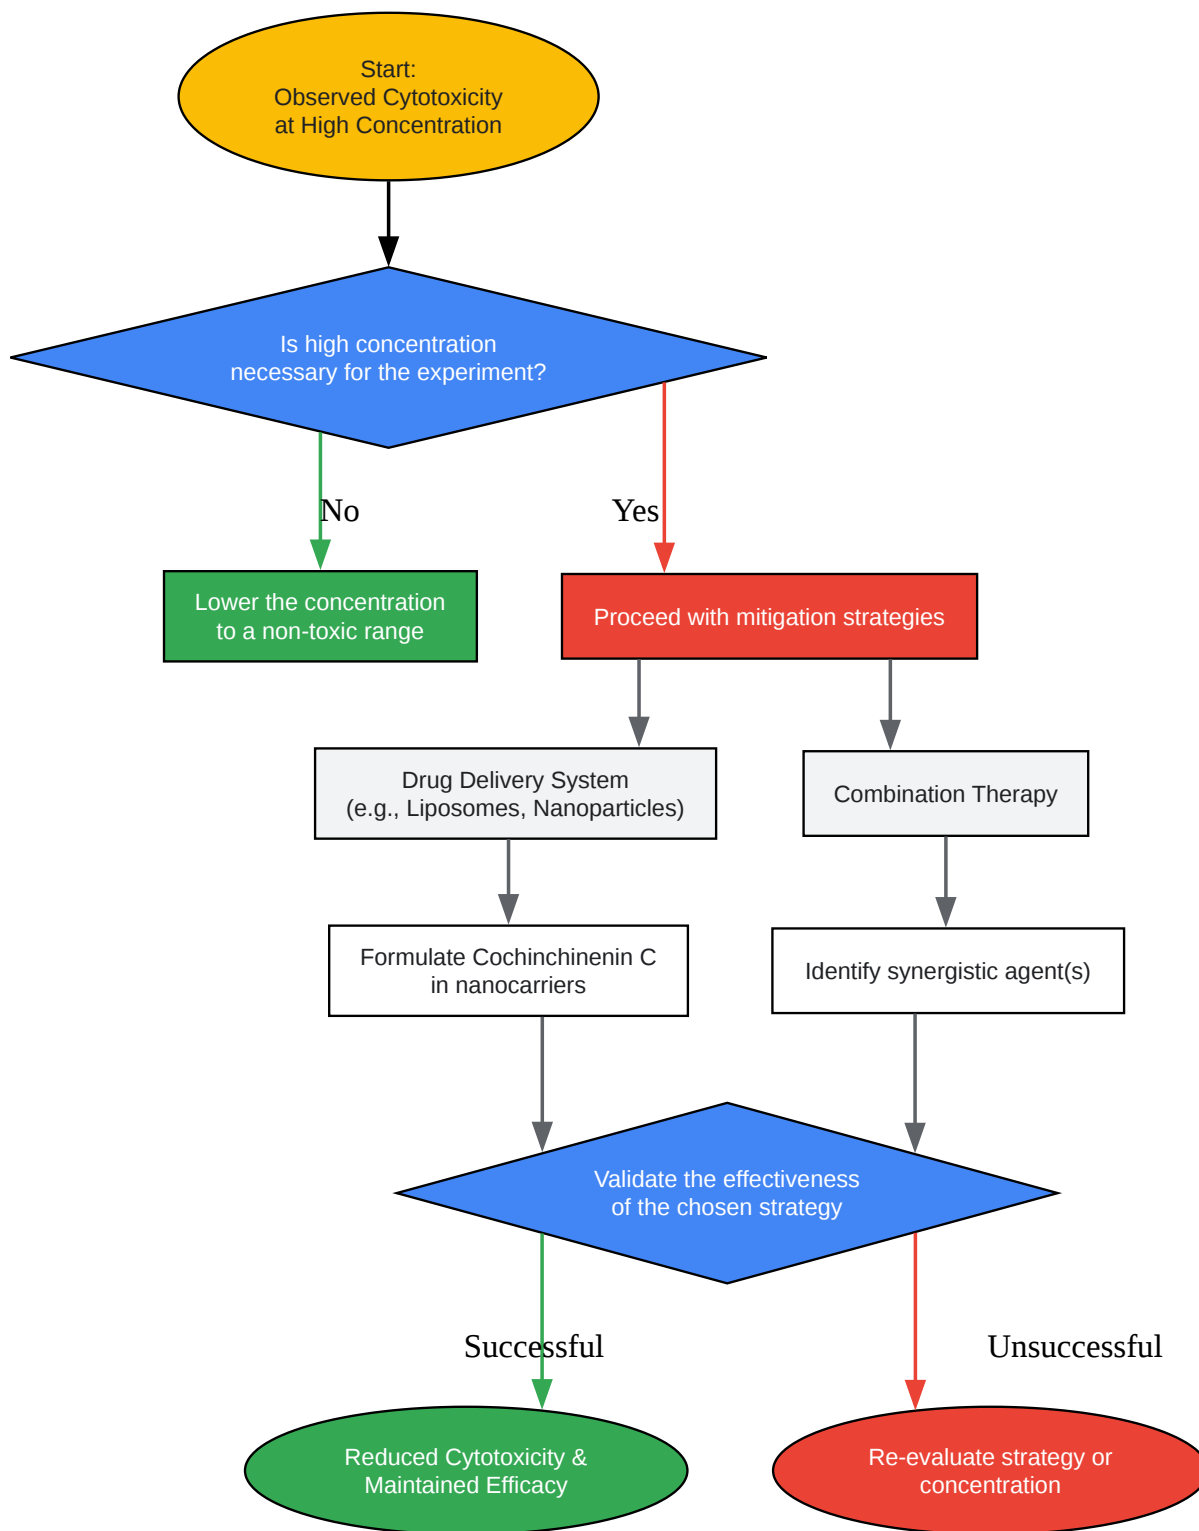 Start:
Observed Cytotoxicity
at High Concentration
Is high concentration
necessary for the experiment?
No
Yes
Lower the concentration
to a non-toxic range
Proceed with mitigation strategies
Drug Delivery System
(e.g., Liposomes, Nanoparticles)
Combination Therapy
Formulate Cochinchinenin C
in nanocarriers
Identify synergistic agent(s)
Validate the effectiveness
of the chosen strategy
Successful
Unsuccessful
Reduced Cytotoxicity &
Maintained Efficacy
Re-evaluate strategy or
concentration